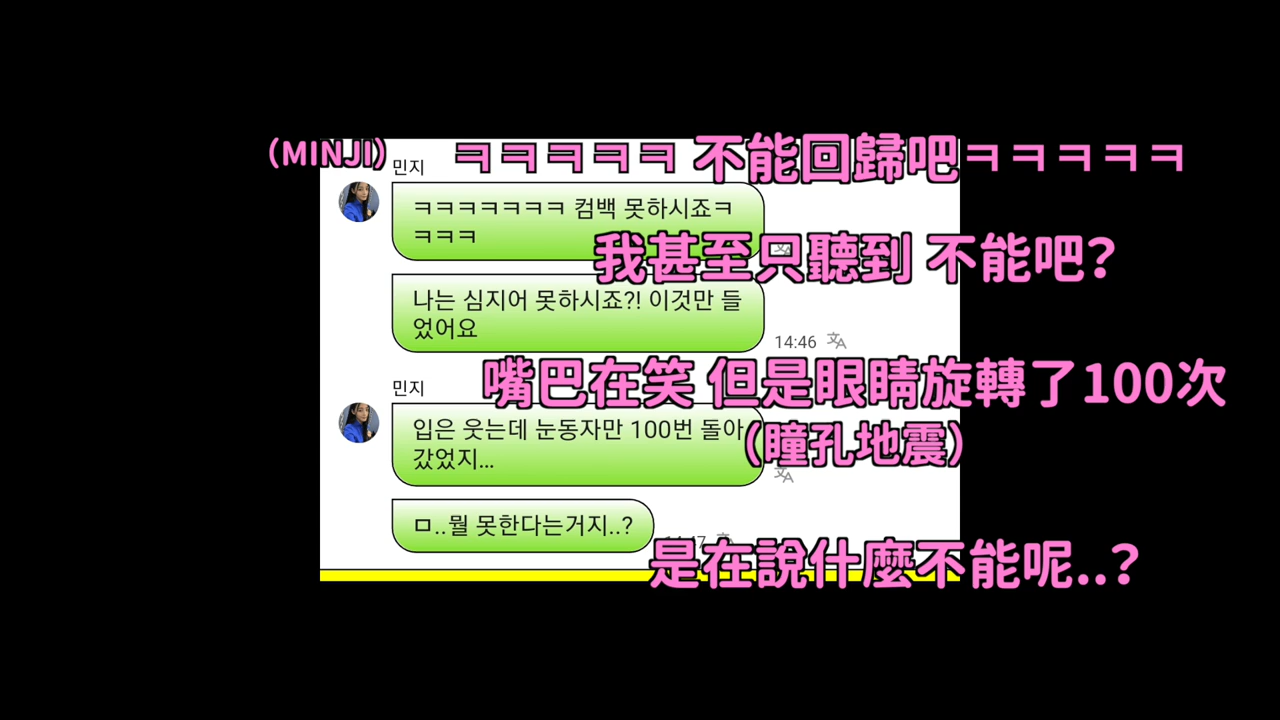 (MINJI)
민지
ㅋㅋㅋㅋㅋ 不能回歸吧ㅋㅋㅋㅋㅋ
ㅋㅋㅋㅋㅋㅋㅋ 컴백 못하시죠ㅋ
ㅋㅋㅋ
我甚至只聽到 不能吧?
나는 심지어 못하시죠?! 이것만 들
었어요
14:46
민지
嘴巴在笑 但是眼睛旋轉了100次
입은 웃는데 눈동자만 100번 돌아
갔었지...
(瞳孔地震)
ㅁ..뭘 못한다는거지..?
是在說什麼不能呢..?